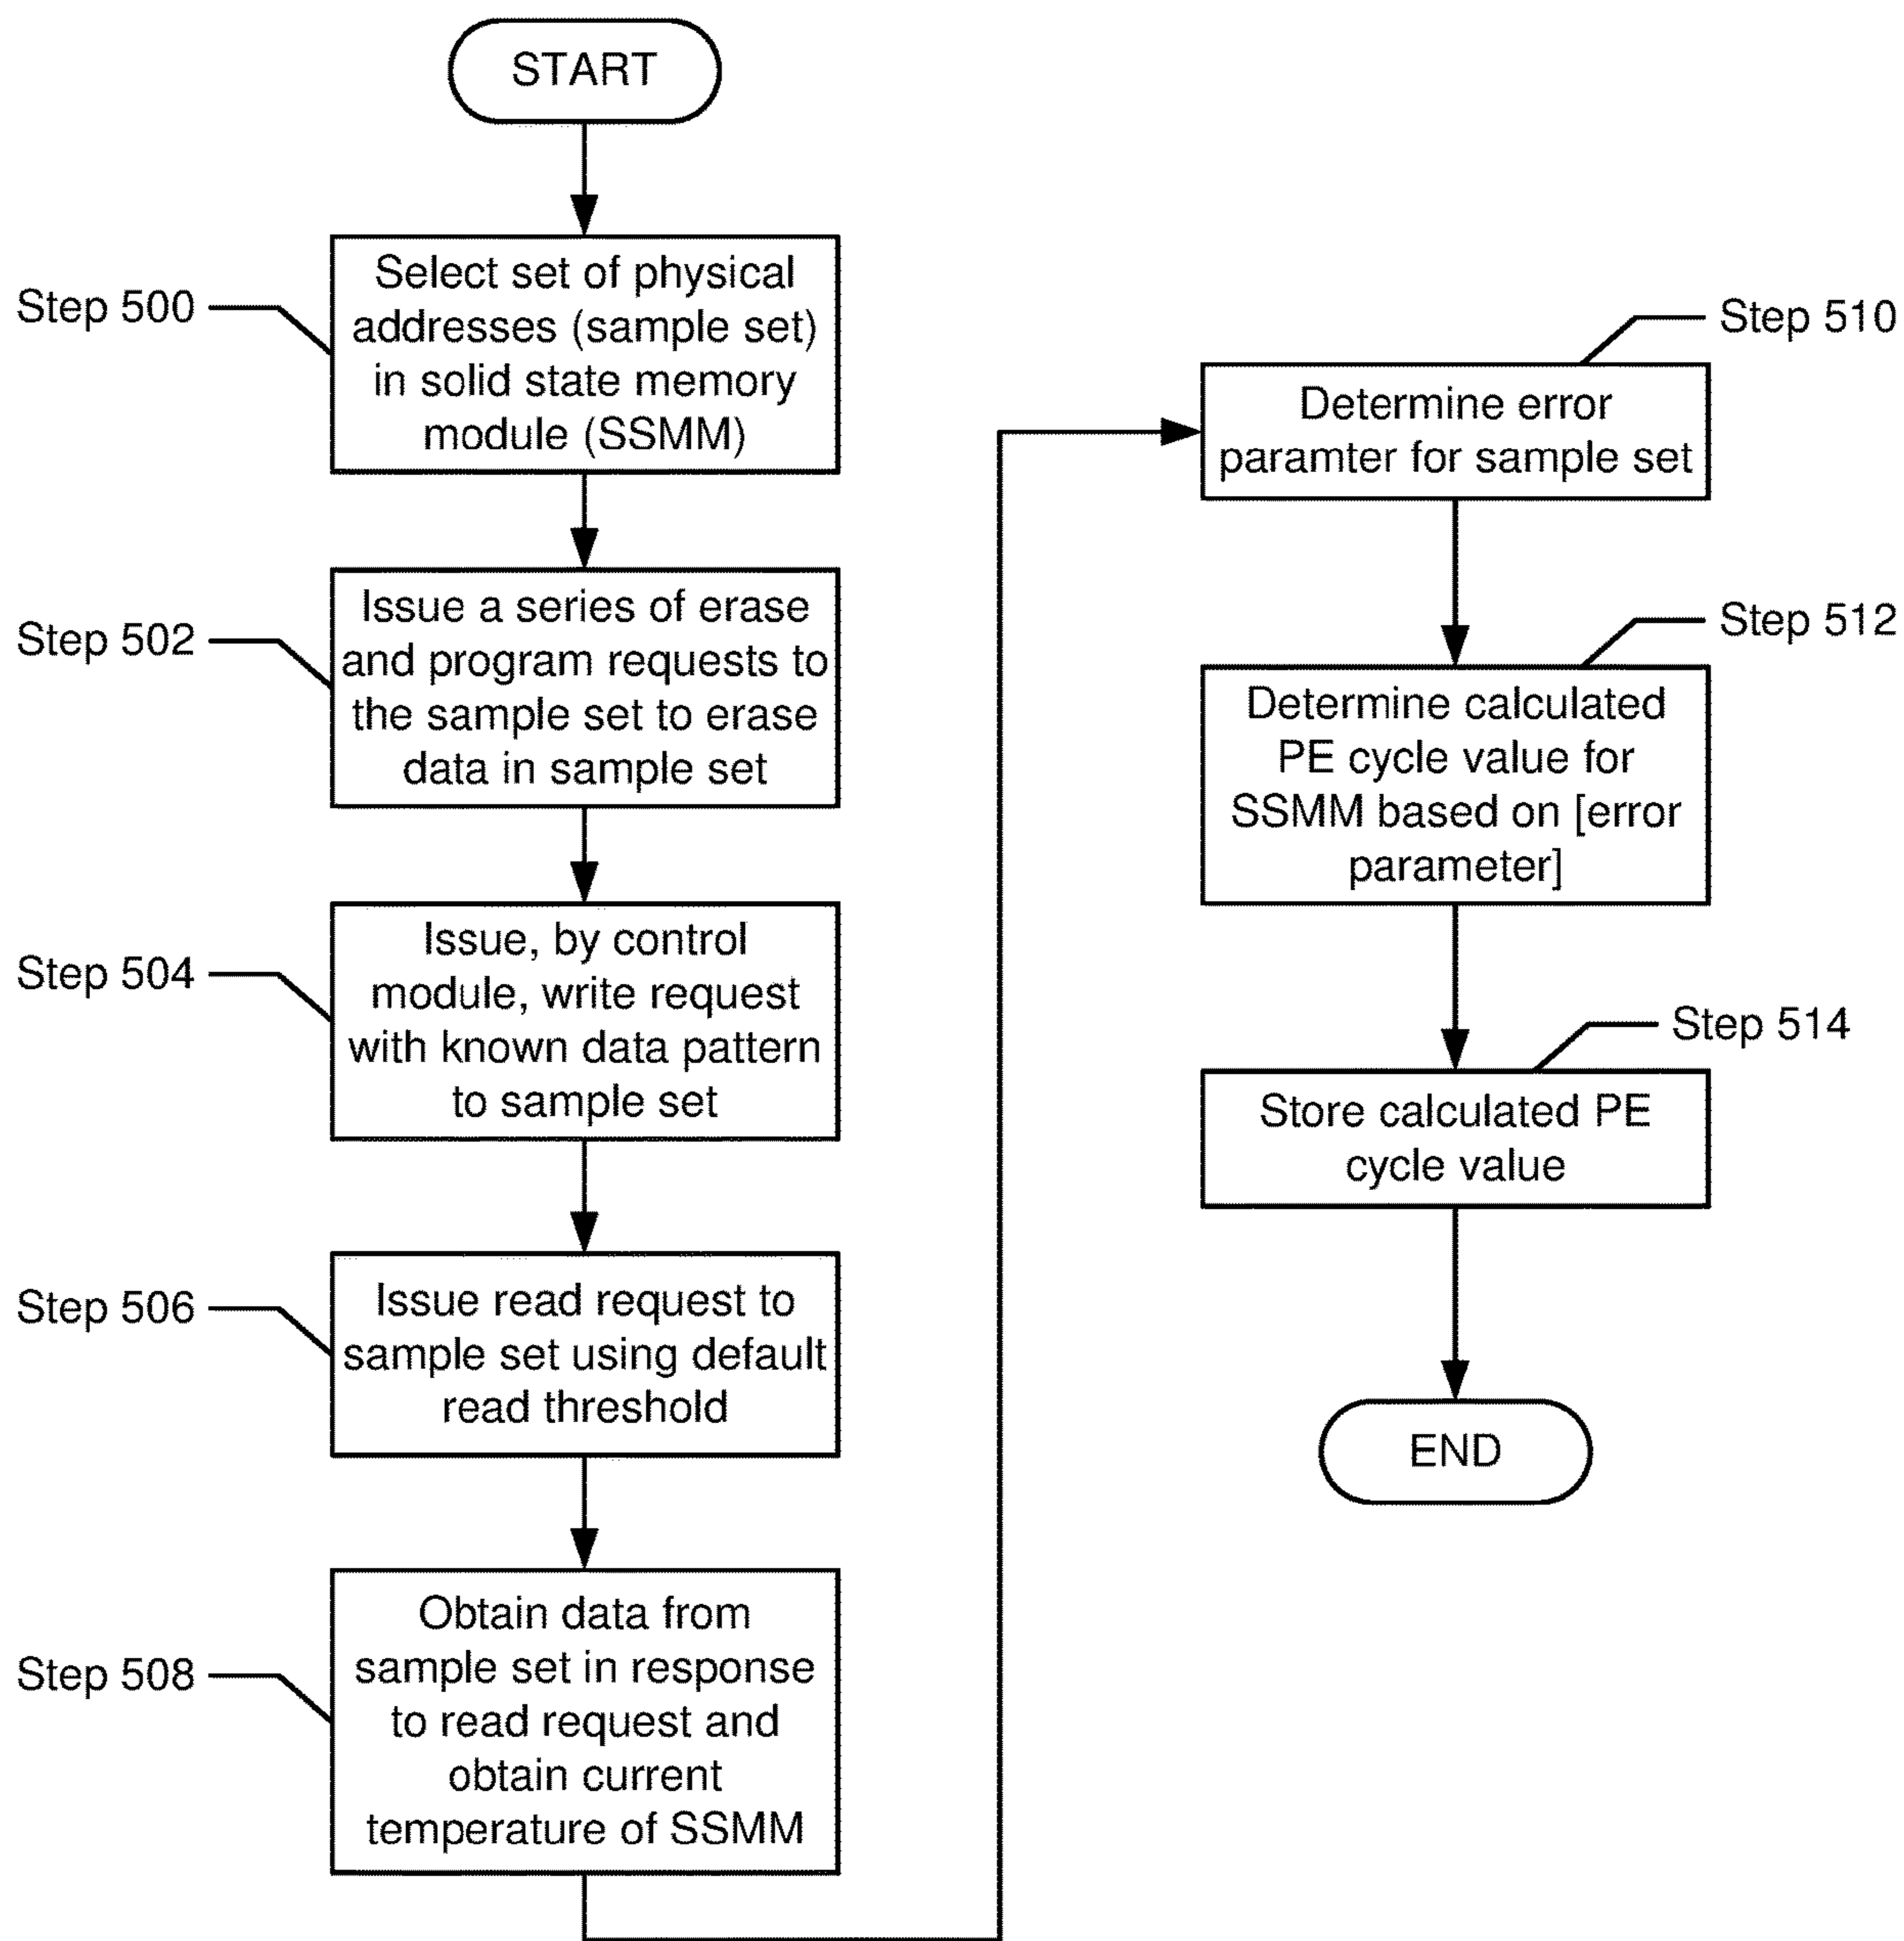 START
Step 500
Select set of physical
addresses (sample set)
in solid state memory
module (SSMM)
Step 502
Issue a series of erase
and program requests to
the sample set to erase
data in sample set
Step 504
Issue, by control
module, write request
with known data pattern
to sample set
Step 506
Issue read request to
sample set using default
read threshold
Step 508
Obtain data from
sample set in response
to read request and
obtain current
temperature of SSMM
Step 510
Determine error
paramter for sample set
Step 512
Determine calculated
PE cycle value for
SSMM based on [error
parameter]
Step 514
Store calculated PE
cycle value
END